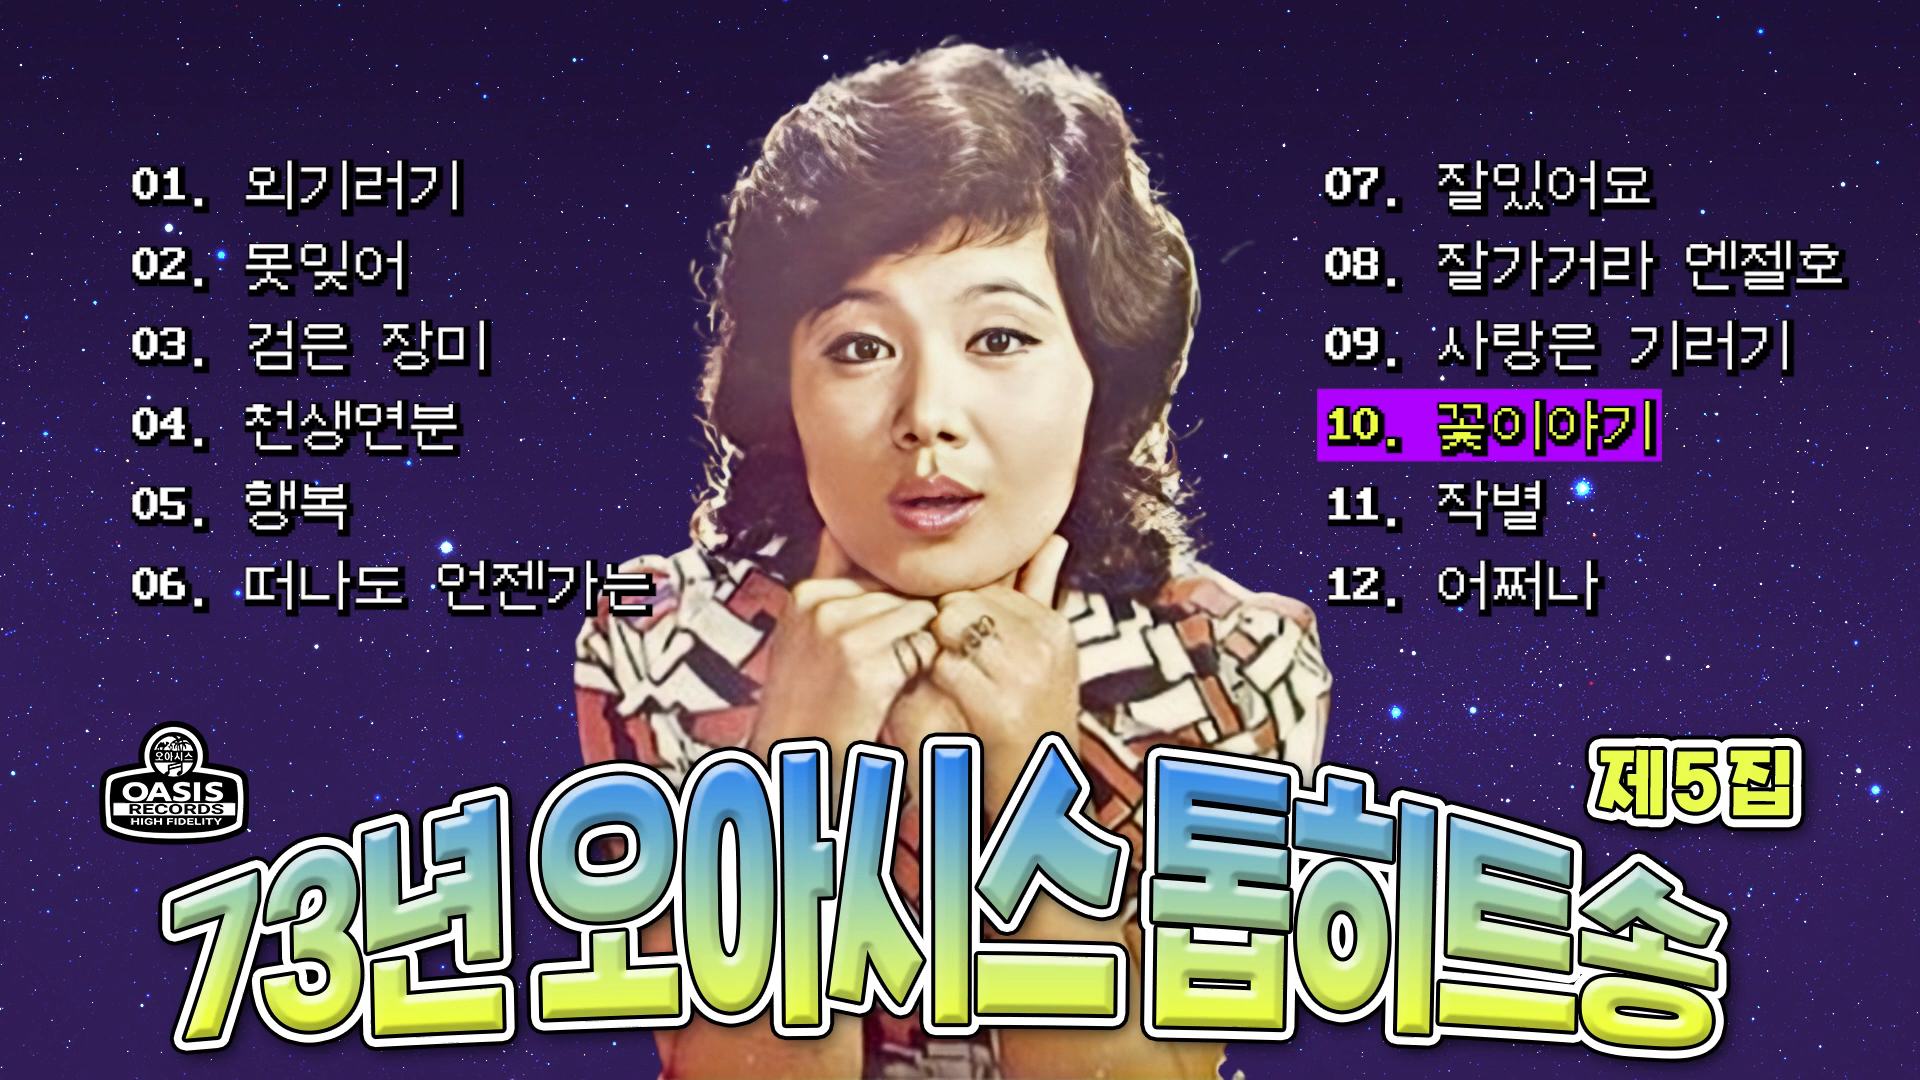 01. 외기러기
02. 못잊어
03. 검은 장미
04. 천생연분
05. 행복
06. 떠나도 언젠가는
07. 잘있어요
08. 잘가거라 엔젤호
09. 사랑은 기러기
10. 꽃이야기
11. 작별
12. 어쩌나
오아시스
OASIS
RECORDS
HIGH FIDELITY
제5집
73년 오아시스 톱히트송